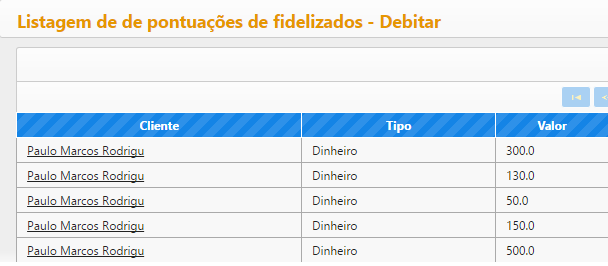 Listagem de de pontuações de fidelizados - Debitar
Cliente Tipo Valor
Paulo Marcos Rodrigu Dinheiro 300.0
Paulo Marcos Rodrigu Dinheiro 130.0
Paulo Marcos Rodrigu Dinheiro 50.0
Paulo Marcos Rodrigu Dinheiro 150.0
Paulo Marcos Rodrigu Dinheiro 500.0